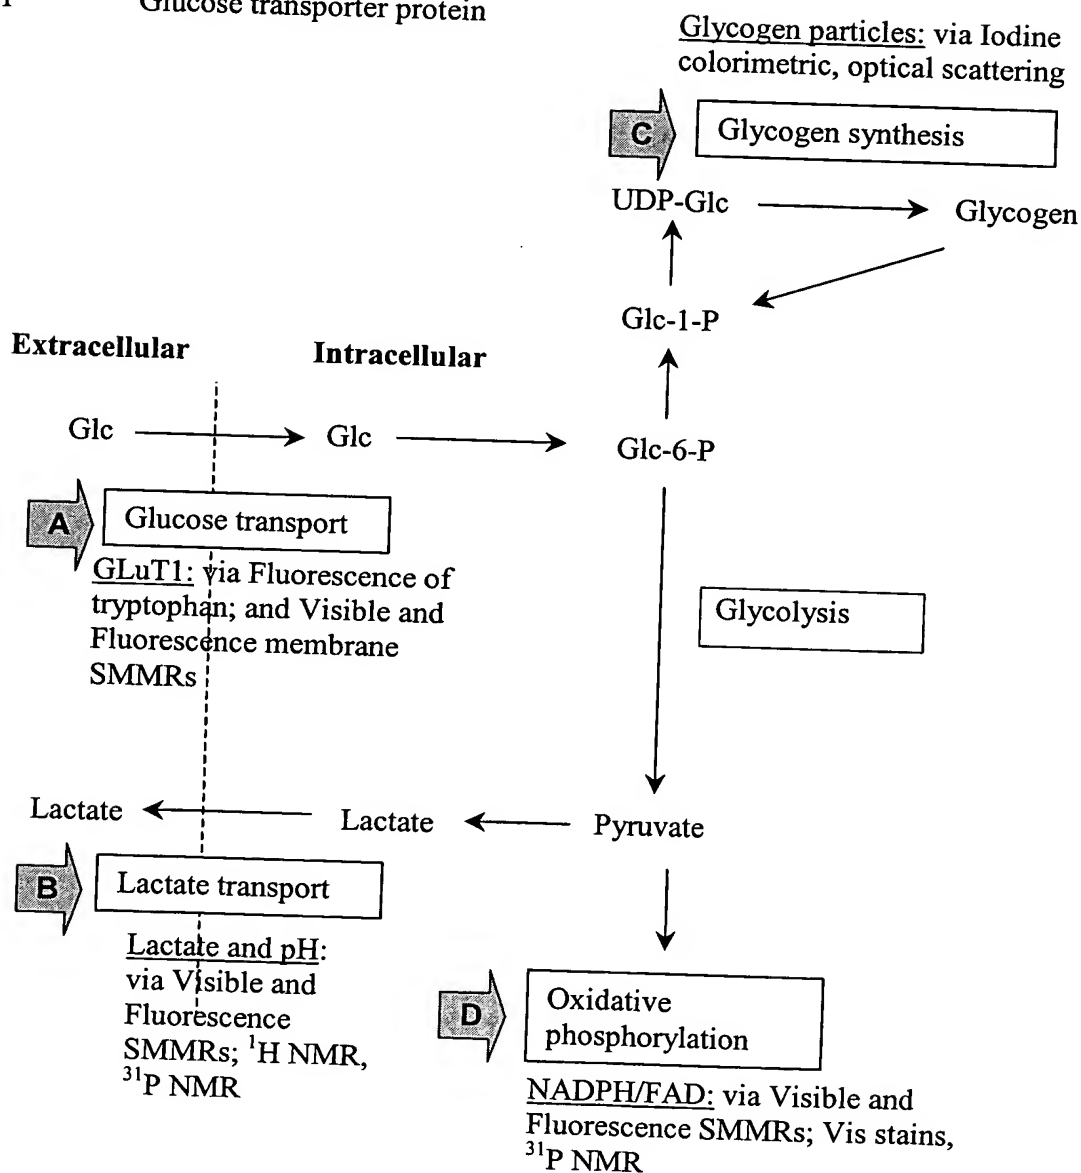 Glucose transporter protein
Glycogen particles: via Iodine
colorimetric, optical scattering
C
Glycogen synthesis
UDP-Glc
Glycogen
Glc-1-P
Extracellular
Intracellular
Glc
Glc
Glc-6-P
A
Glucose transport
GLuT1: via Fluorescence of
tryptophan; and Visible and
Fluorescence membrane
SMMRs
Glycolysis
Lactate
Lactate
Pyruvate
B
Lactate transport
Lactate and pH:
via Visible and
Fluorescence
SMMRs; ¹H NMR,
³¹P NMR
D
Oxidative
phosphorylation
NADPH/FAD: via Visible and
Fluorescence SMMRs; Vis stains,
³¹P NMR